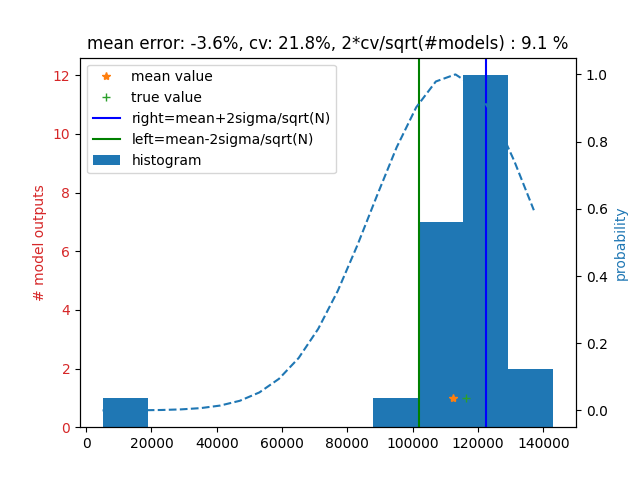 mean error: -3.6%, cv: 21.8%, 2*cv/sqrt(#models) : 9.1 %
mean value
true value
right=mean+2sigma/sqrt(N)
left=mean-2sigma/sqrt(N)
histogram
12
10
8
6
4
2
0
# model outputs
1.0
0.8
0.6
0.4
0.2
0.0
probability
0 20000 40000 60000 80000 100000 120000 140000